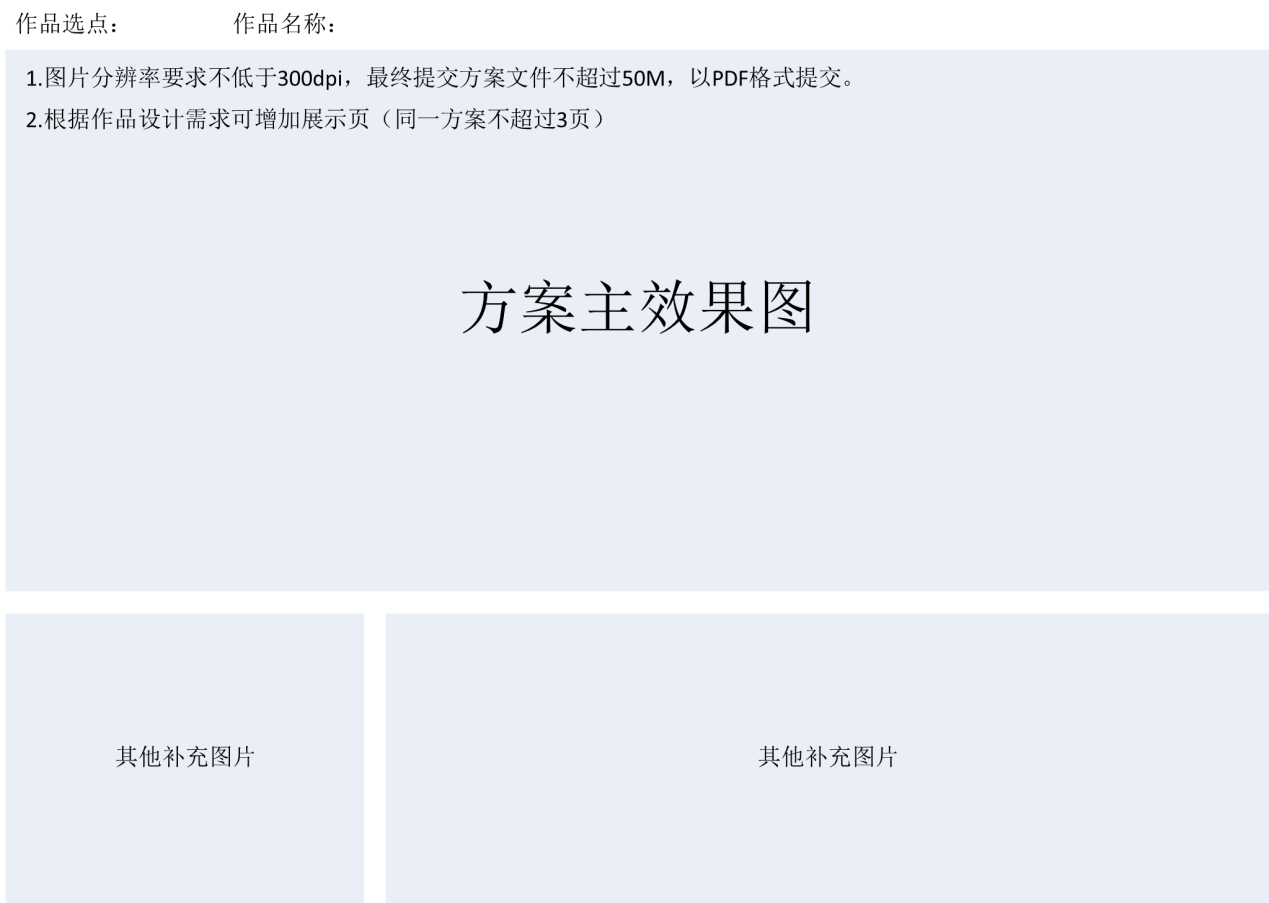 作品选点：
作品名称：
1.图片分辨率要求不低于300dpi，最终提交方案文件不超过50M，以PDF格式提交。
2.根据作品设计需求可增加展示页（同一方案不超过3页）
方案主效果图
其他补充图片
其他补充图片